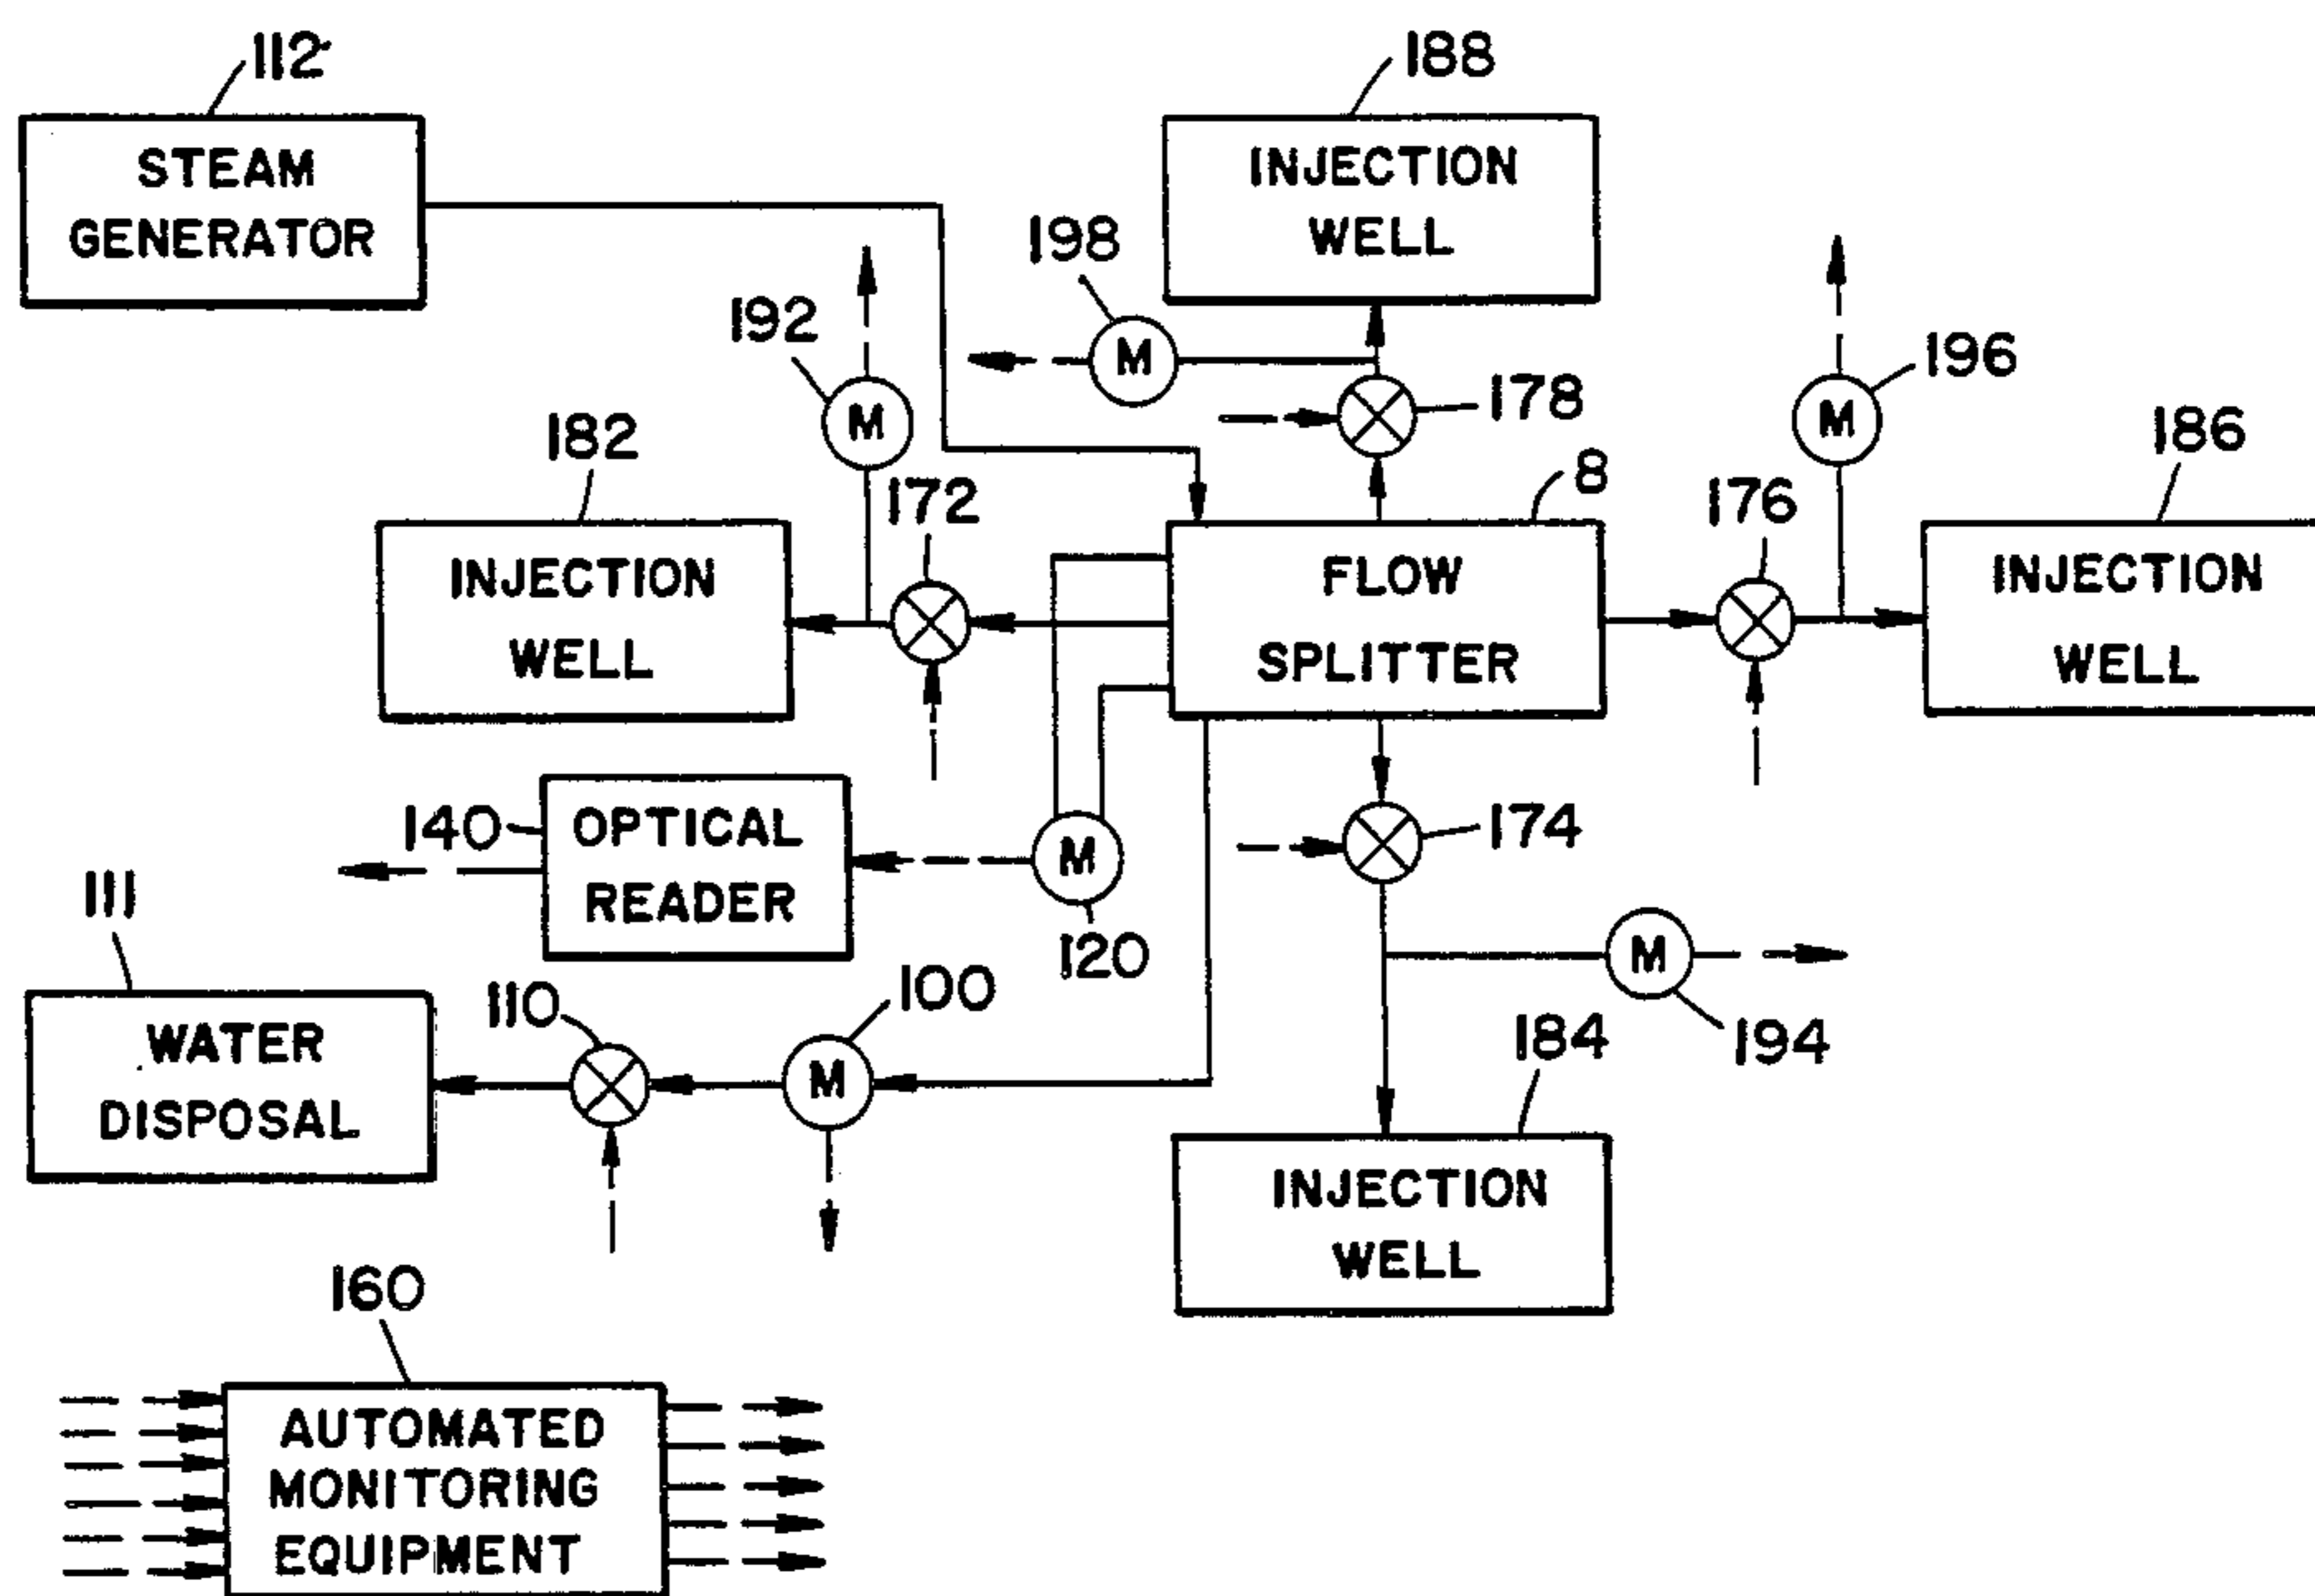 112
STEAM
GENERATOR
188
INJECTION
WELL
198
M
192
M
178
196
M
182
INJECTION
WELL
172
8
FLOW
SPLITTER
176
186
INJECTION
WELL
140
OPTICAL
READER
M
120
174
M
194
111
WATER
DISPOSAL
110
100
M
184
INJECTION
WELL
160
AUTOMATED
MONITORING
EQUIPMENT